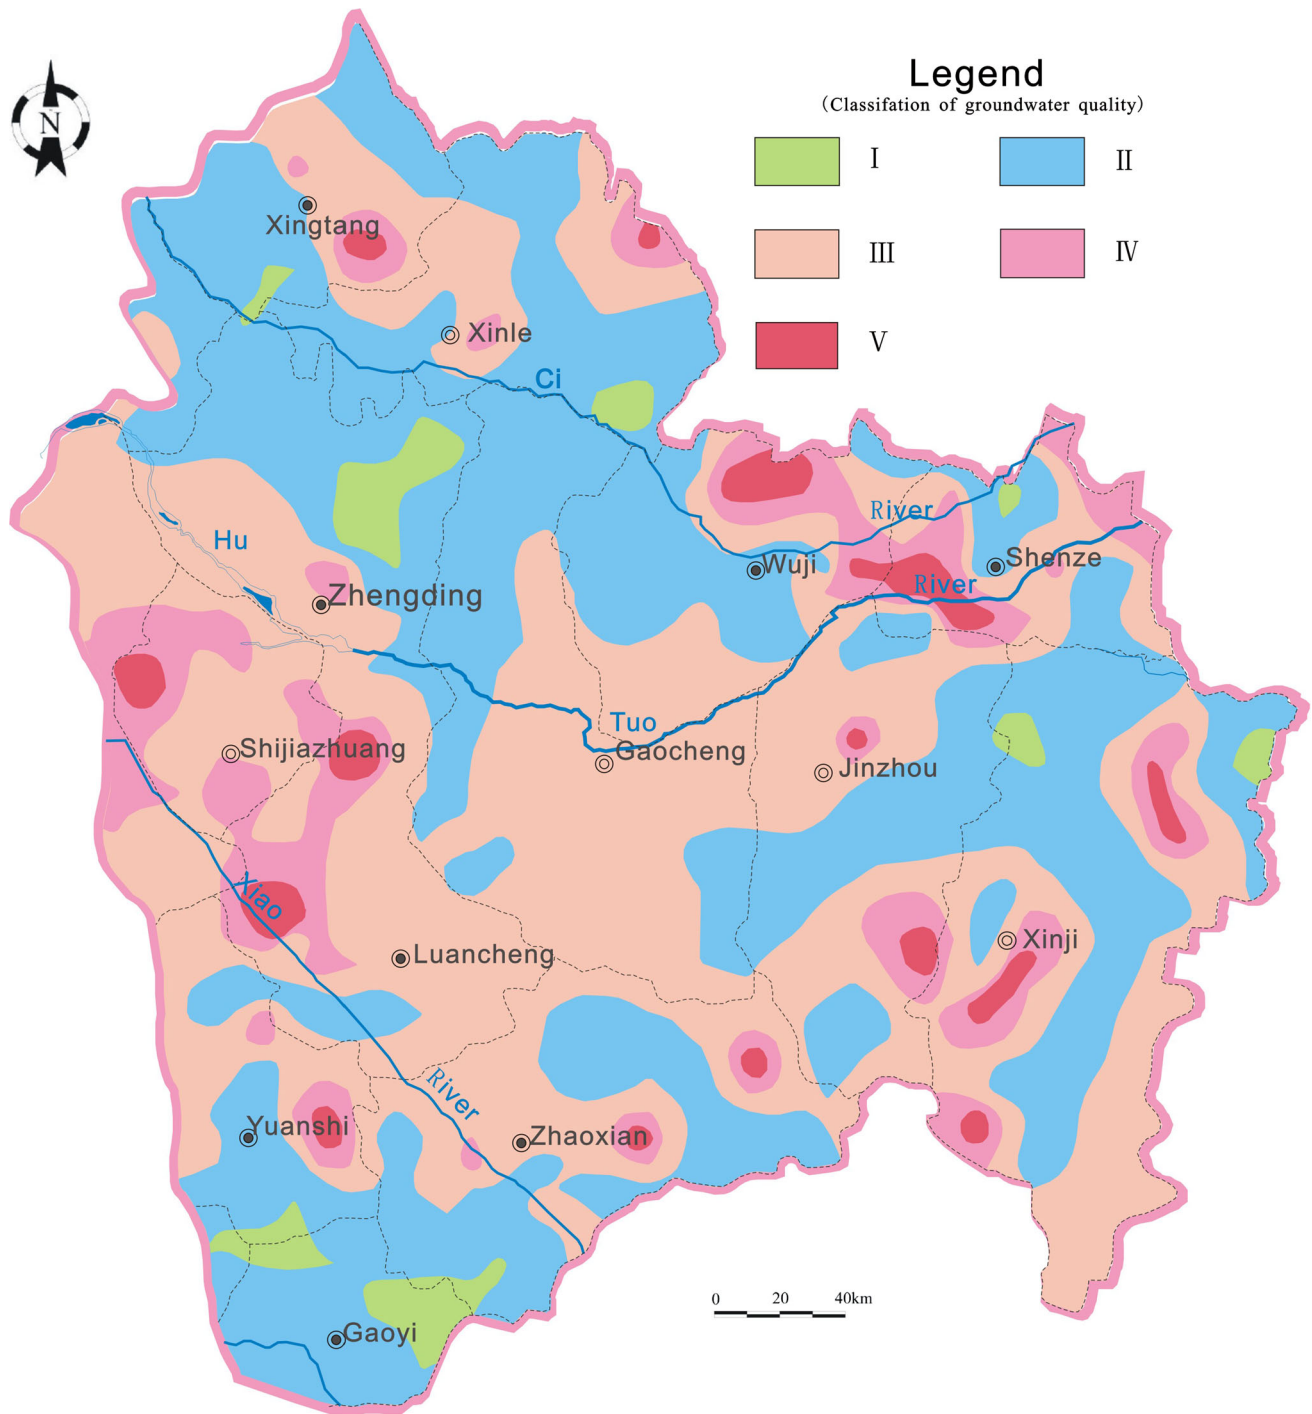 Legend
(Classifation of groundwater quality)
N
I
II
III
IV
V
Xingtang
Xinle
Ci
River
Hu
Wuji
Shenze
River
Zhengding
Tuo
Gaocheng
Shijiazhuang
Jinzhou
Xiao
Luancheng
Xinji
River
Yuanshi
Zhaoxian
Gaoyi
0 20 40km